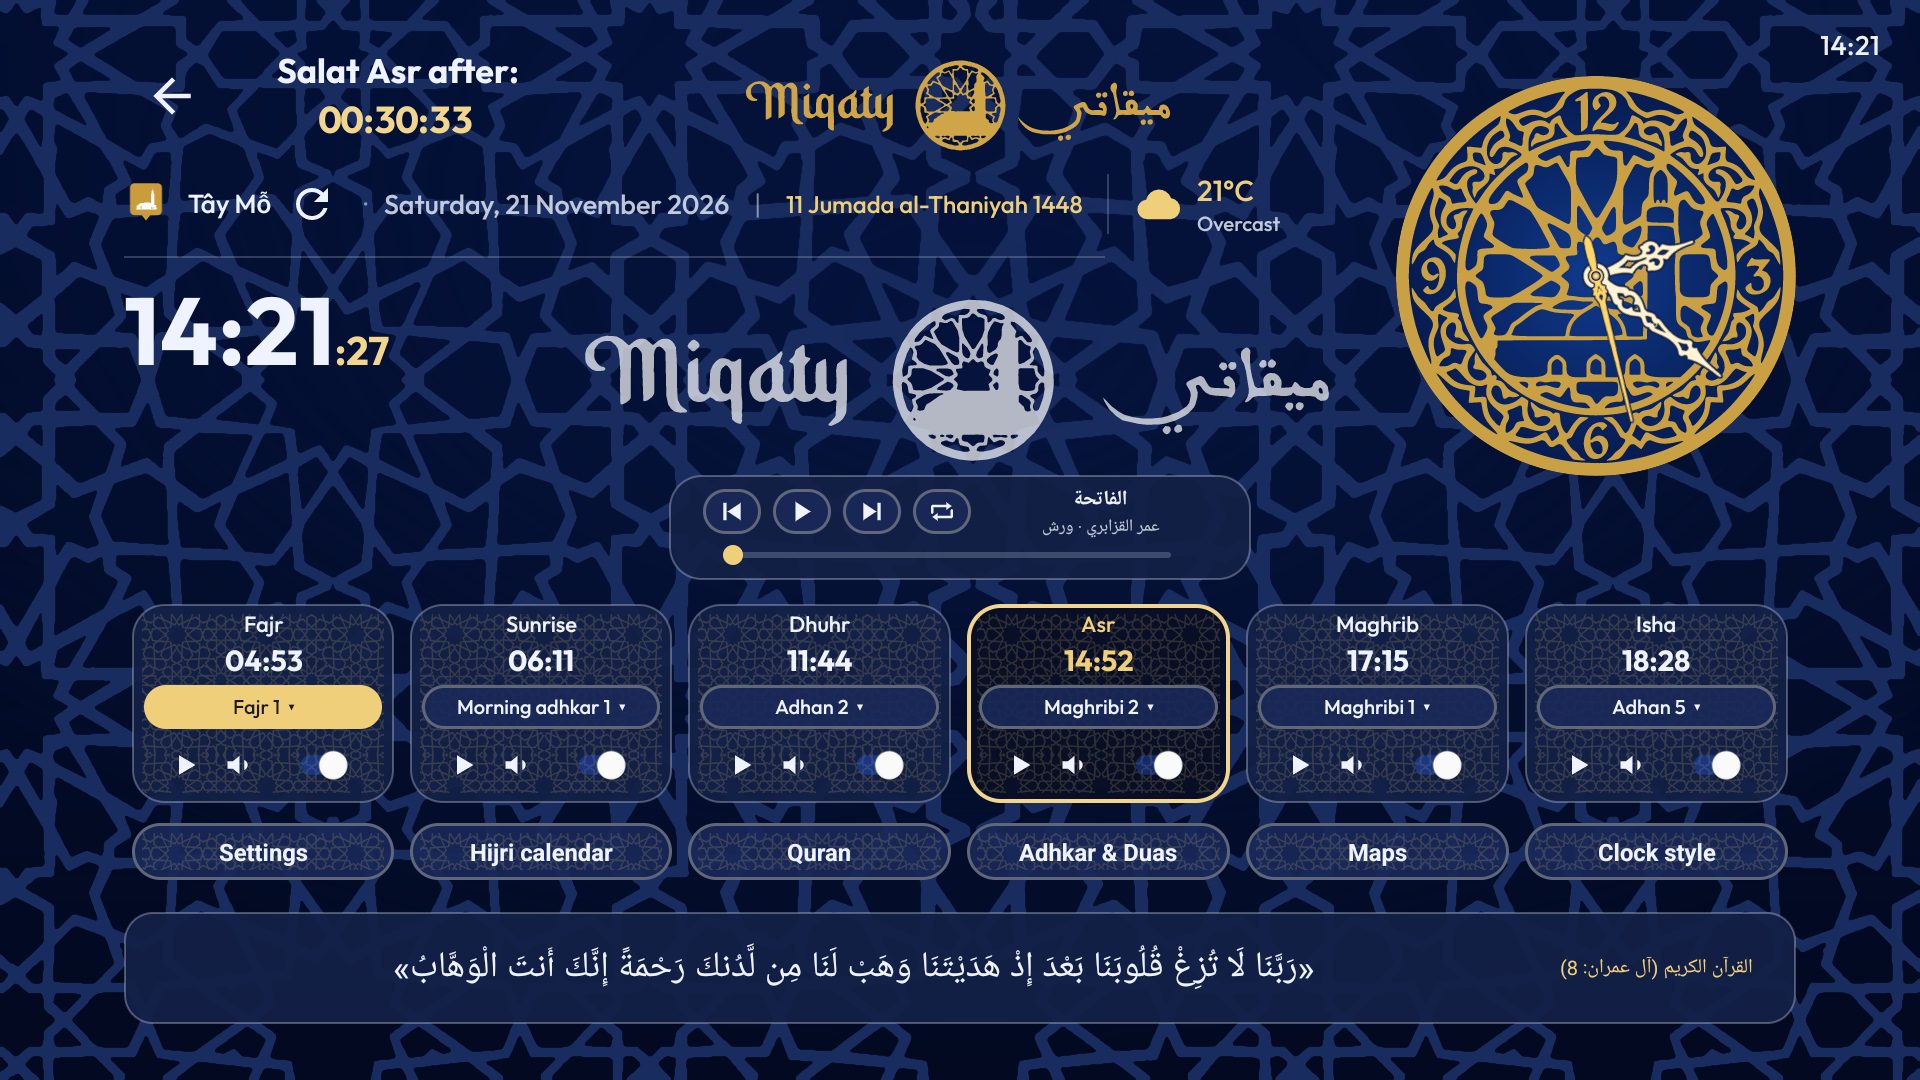 14:21
Salat Asr after:
00:30:33
Miqaty ميقاتي
Tây Mỗ · Saturday, 21 November 2026 | 11 Jumada al-Thaniyah 1448
21°C
Overcast
12
3
6
9
14:21:27
Miqaty ميقاتي
الفاتحة
عمر القزابري · ورش
Fajr
04:53
Fajr 1
Sunrise
06:11
Morning adhkar 1
Dhuhr
11:44
Adhan 2
Asr
14:52
Maghribi 2
Maghrib
17:15
Maghribi 1
Isha
18:28
Adhan 5
Settings
Hijri calendar
Quran
Adhkar & Duas
Maps
Clock style
«رَبَّنَا لَا تُزِغْ قُلُوبَنَا بَعْدَ إِذْ هَدَيْتَنَا وَهَبْ لَنَا مِن لَّدُنكَ رَحْمَةً إِنَّكَ أَنتَ الْوَهَّابُ»
القرآن الكريم (آل عمران: 8)